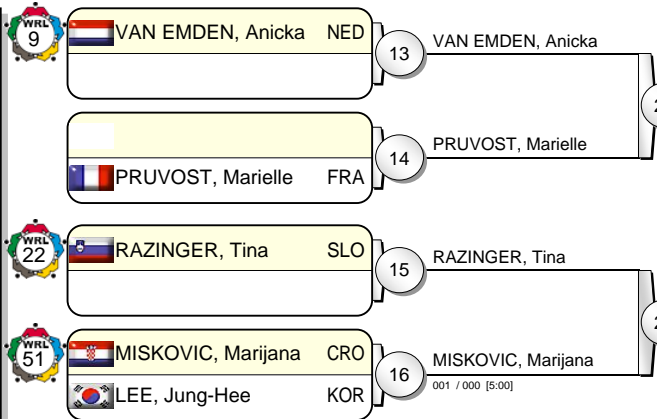 WRL
9
VAN EMDEN, Anicka NED
13
VAN EMDEN, Anicka
PRUVOST, Marielle FRA
14
PRUVOST, Marielle
WRL
22
RAZINGER, Tina SLO
15
RAZINGER, Tina
WRL
51
MISKOVIC, Marijana CRO
LEE, Jung-Hee KOR
16
MISKOVIC, Marijana
001 / 000 [5:00]